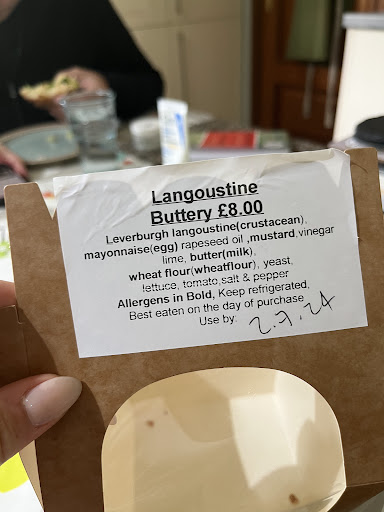 Langoustine
Buttery £8.00
Leverburgh langoustine(crustacean),
mayonnaise(egg) rapeseed oil ,mustard,vinegar
lime, butter(milk),
wheat flour(wheatflour), yeast,
lettuce, tomato,salt & pepper
Allergens in Bold, Keep refrigerated,
Best eaten on the day of purchase
Use by: 2.9.24